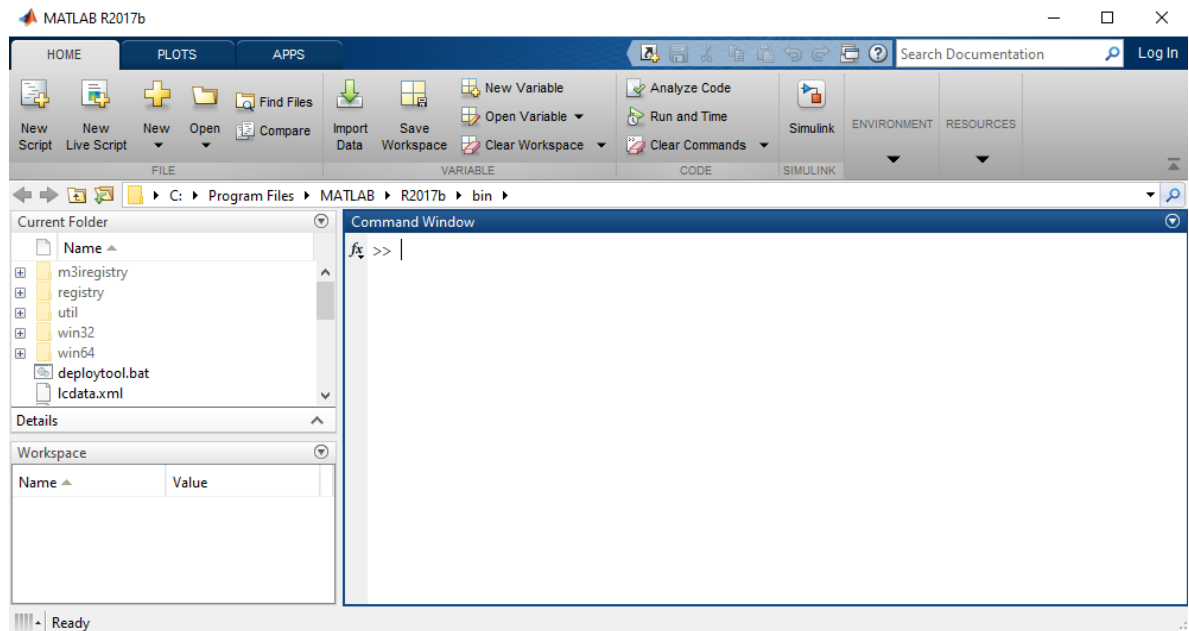 MATLAB R2017b
HOME PLOTS APPS Search Documentation Log In
New Script New Live Script New Open Find Files Compare Import Data Save Workspace New Variable Open Variable Clear Workspace Analyze Code Run and Time Clear Commands Simulink ENVIRONMENT RESOURCES
FILE VARIABLE CODE SIMULINK
C: Program Files MATLAB R2017b bin
Current Folder
Name
m3iregistry
registry
util
win32
win64
deploytool.bat
lcdata.xml
Details
Workspace
Name Value
Command Window
fx >>
Ready